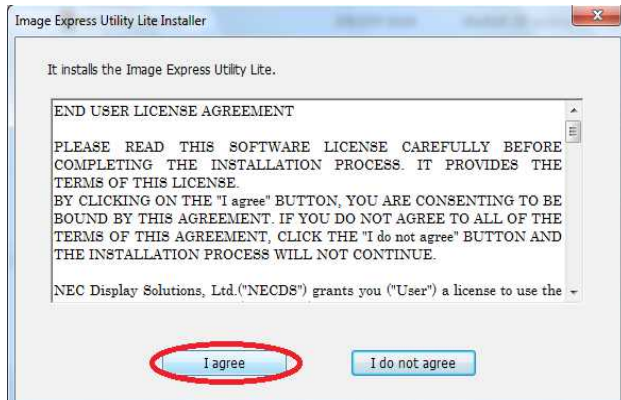 Image Express Utility Lite Installer
It installs the Image Express Utility Lite.
END USER LICENSE AGREEMENT
PLEASE READ THIS SOFTWARE LICENSE CAREFULLY BEFORE
COMPLETING THE INSTALLATION PROCESS. IT PROVIDES THE
TERMS OF THIS LICENSE.
BY CLICKING ON THE "I agree" BUTTON, YOU ARE CONSENTING TO BE
BOUND BY THIS AGREEMENT. IF YOU DO NOT AGREE TO ALL OF THE
TERMS OF THIS AGREEMENT, CLICK THE "I do not agree" BUTTON AND
THE INSTALLATION PROCESS WILL NOT CONTINUE.
NEC Display Solutions, Ltd.("NECDS") grants you ("User") a license to use the
I agree
I do not agree